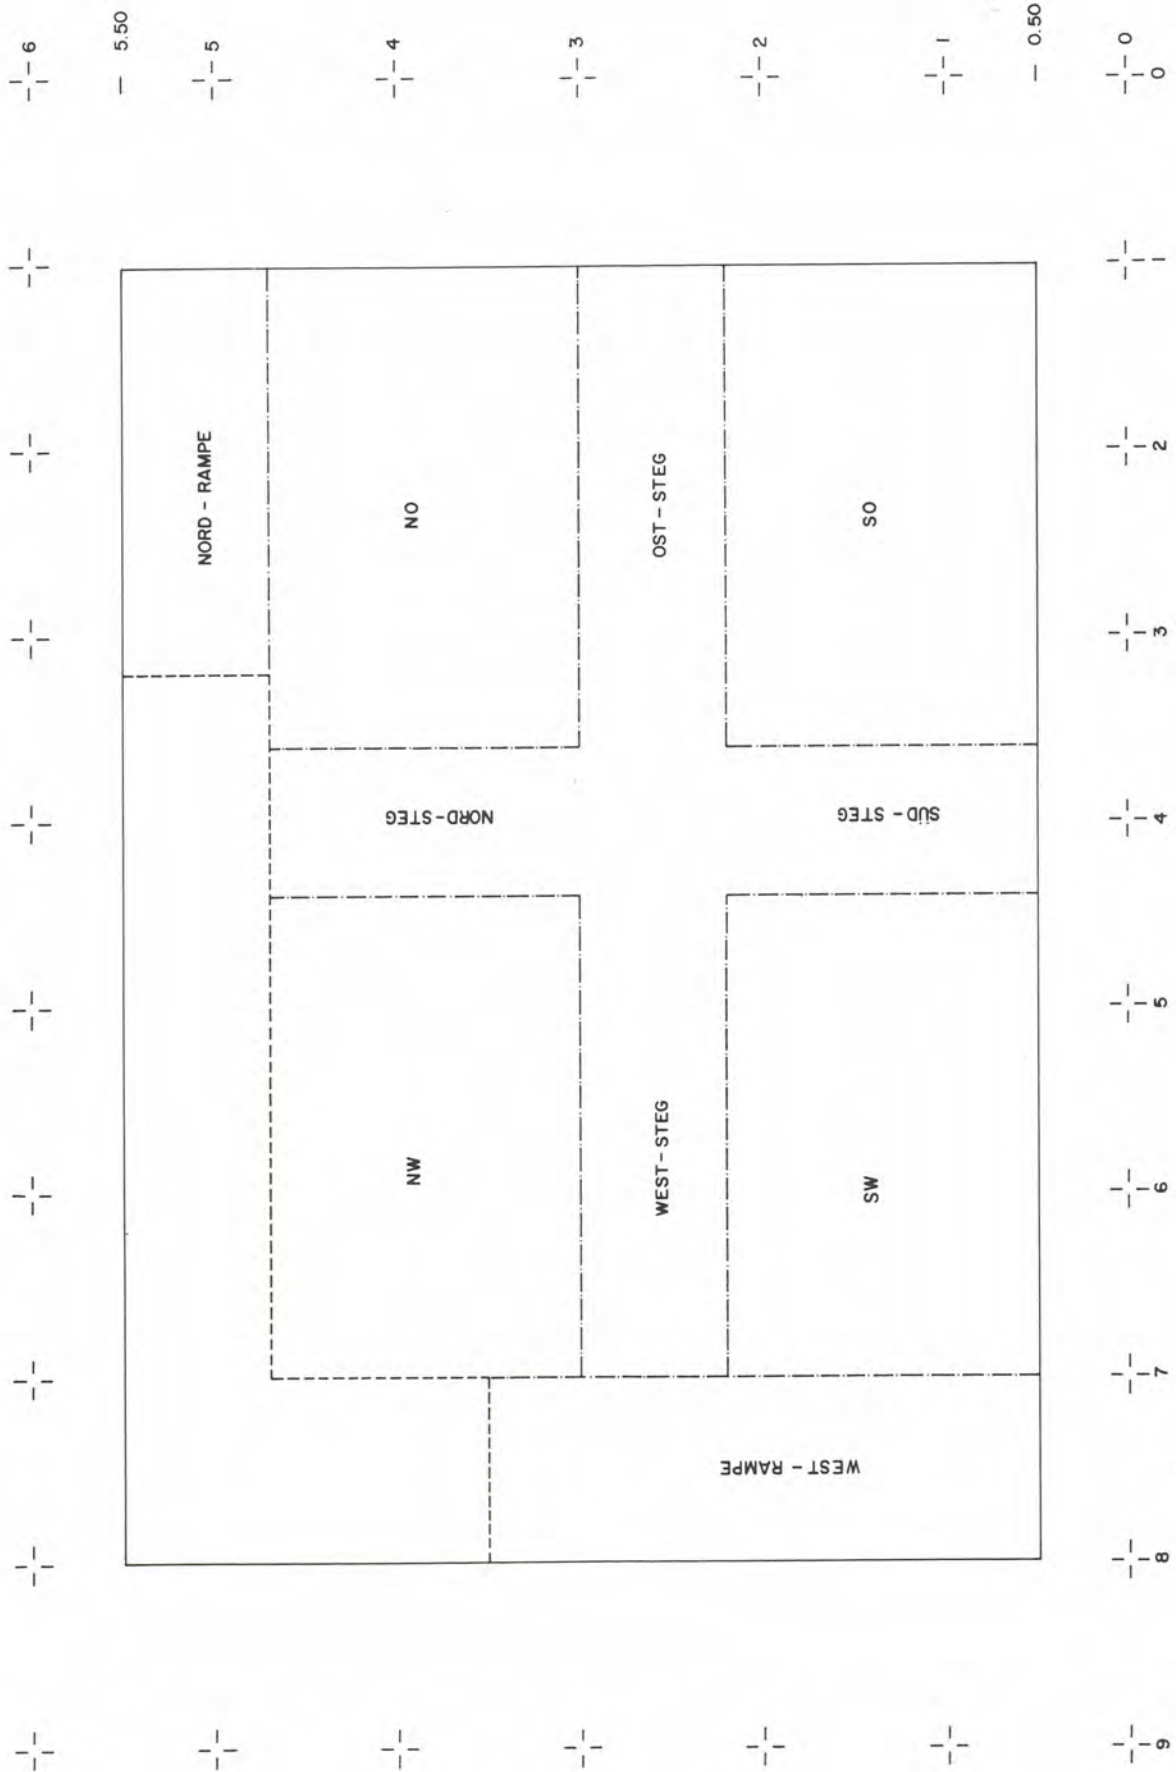 6
5.50
NORD - RAMPE
5
4
NW
NORD-STEG
NO
3
WEST-STEG
OST-STEG
2
WEST - RAMPE
SW
SÜD - STEG
SO
1
0.50
0
9 8 7 6 5 4 3 2 1 0